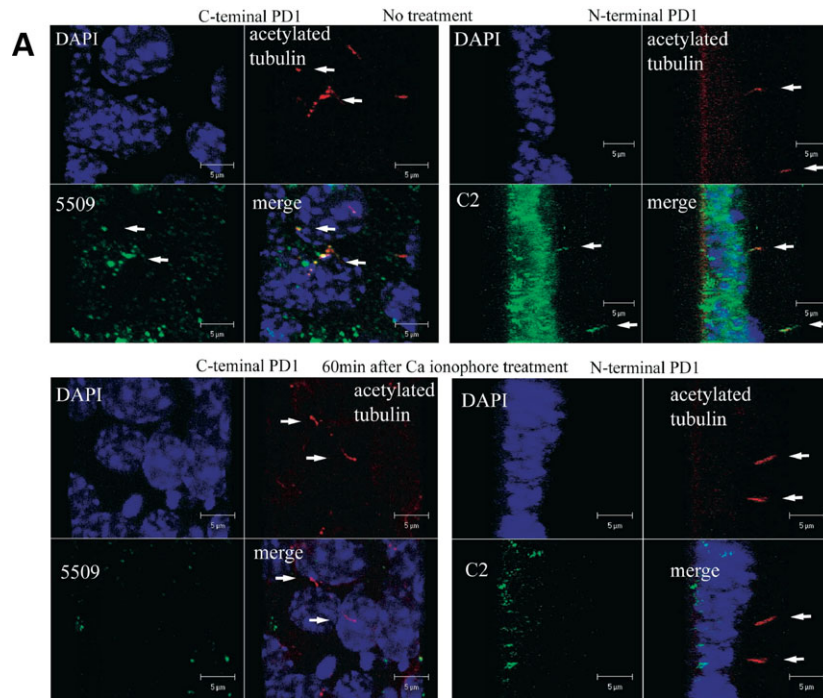 A
C-teminal PD1 No treatment N-terminal PD1
DAPI
acetylated
tubulin
DAPI
acetylated
tubulin
5 µm
5 µm
5 µm
5 µm
5509
merge
C2
merge
5 µm
5 µm
5 µm
5 µm
C-teminal PD1 60min after Ca ionophore treatment N-terminal PD1
DAPI
acetylated
tubulin
DAPI
acetylated
tubulin
5 µm
5 µm
5 µm
5 µm
5509
merge
C2
merge
5 µm
5 µm
5 µm
5 µm